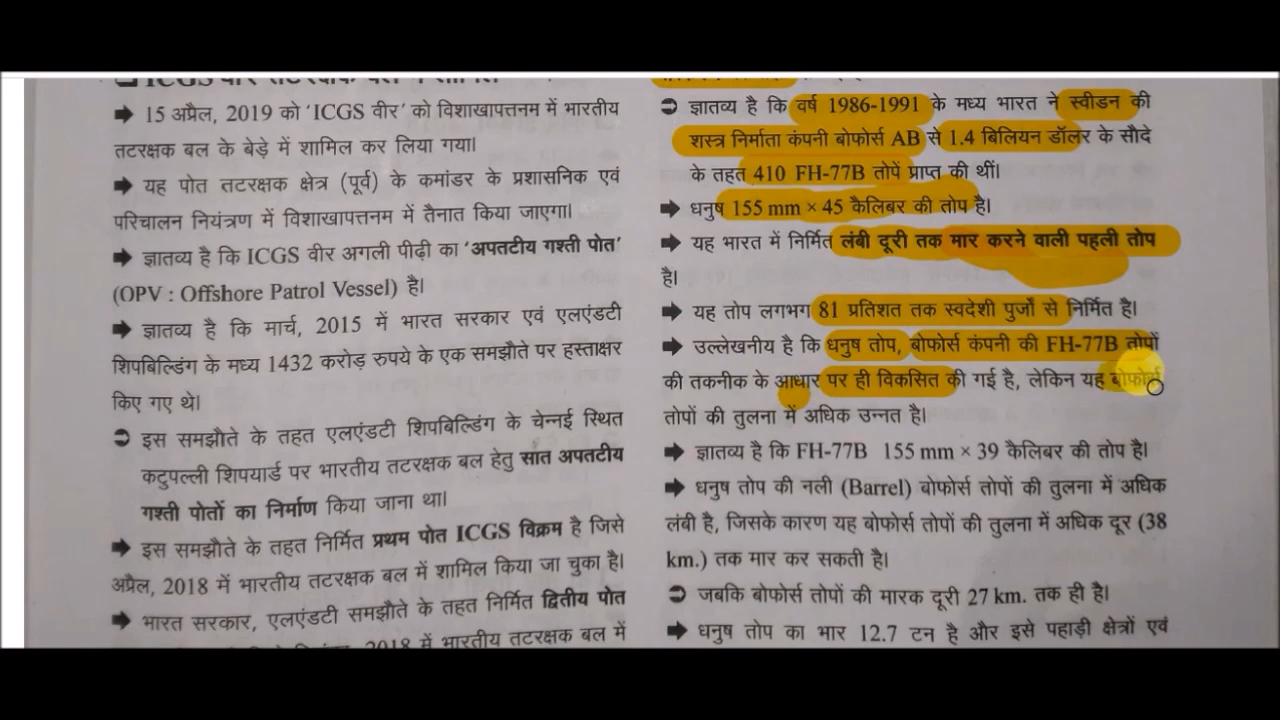 ICGS वीर तटरक्षक बल में शामिल
➡ 15 अप्रैल, 2019 को 'ICGS वीर' को विशाखापत्तनम में भारतीय
तटरक्षक बल के बेड़े में शामिल कर लिया गया।
➡ यह पोत तटरक्षक क्षेत्र (पूर्व) के कमांडर के प्रशासनिक एवं
परिचालन नियंत्रण में विशाखापत्तनम में तैनात किया जाएगा।
➡ ज्ञातव्य है कि ICGS वीर अगली पीढ़ी का 'अपतटीय गश्ती पोत'
(OPV : Offshore Patrol Vessel) है।
➡ ज्ञातव्य है कि मार्च, 2015 में भारत सरकार एवं एलएंडटी
शिपबिल्डिंग के मध्य 1432 करोड़ रुपये के एक समझौते पर हस्ताक्षर
किए गए थे।
⊃ इस समझौते के तहत एलएंडटी शिपबिल्डिंग के चेन्नई स्थित
कटुपल्ली शिपयार्ड पर भारतीय तटरक्षक बल हेतु सात अपतटीय
गश्ती पोतों का निर्माण किया जाना था।
➡ इस समझौते के तहत निर्मित प्रथम पोत ICGS विक्रम है जिसे
अप्रैल, 2018 में भारतीय तटरक्षक बल में शामिल किया जा चुका है।
➡ भारत सरकार, एलएंडटी समझौते के तहत निर्मित द्वितीय पोत
2018 में भारतीय तटरक्षक बल में
⊃ ज्ञातव्य है कि वर्ष 1986-1991 के मध्य भारत ने स्वीडन की
शस्त्र निर्माता कंपनी बोफोर्स AB से 1.4 बिलियन डॉलर के सौदे
के तहत 410 FH-77B तोपें प्राप्त की थीं।
➡ धनुष 155 mm × 45 कैलिबर की तोप है।
➡ यह भारत में निर्मित लंबी दूरी तक मार करने वाली पहली तोप
है।
➡ यह तोप लगभग 81 प्रतिशत तक स्वदेशी पुर्जों से निर्मित है।
➡ उल्लेखनीय है कि धनुष तोप, बोफोर्स कंपनी की FH-77B तोपों
की तकनीक के आधार पर ही विकसित की गई है, लेकिन यह बोफोर्स
तोपों की तुलना में अधिक उन्नत है।
➡ ज्ञातव्य है कि FH-77B 155 mm × 39 कैलिबर की तोप है।
➡ धनुष तोप की नली (Barrel) बोफोर्स तोपों की तुलना में अधिक
लंबी है, जिसके कारण यह बोफोर्स तोपों की तुलना में अधिक दूर (38
km.) तक मार कर सकती है।
⊃ जबकि बोफोर्स तोपों की मारक दूरी 27 km. तक ही है।
➡ धनुष तोप का भार 12.7 टन है और इसे पहाड़ी क्षेत्रों एवं